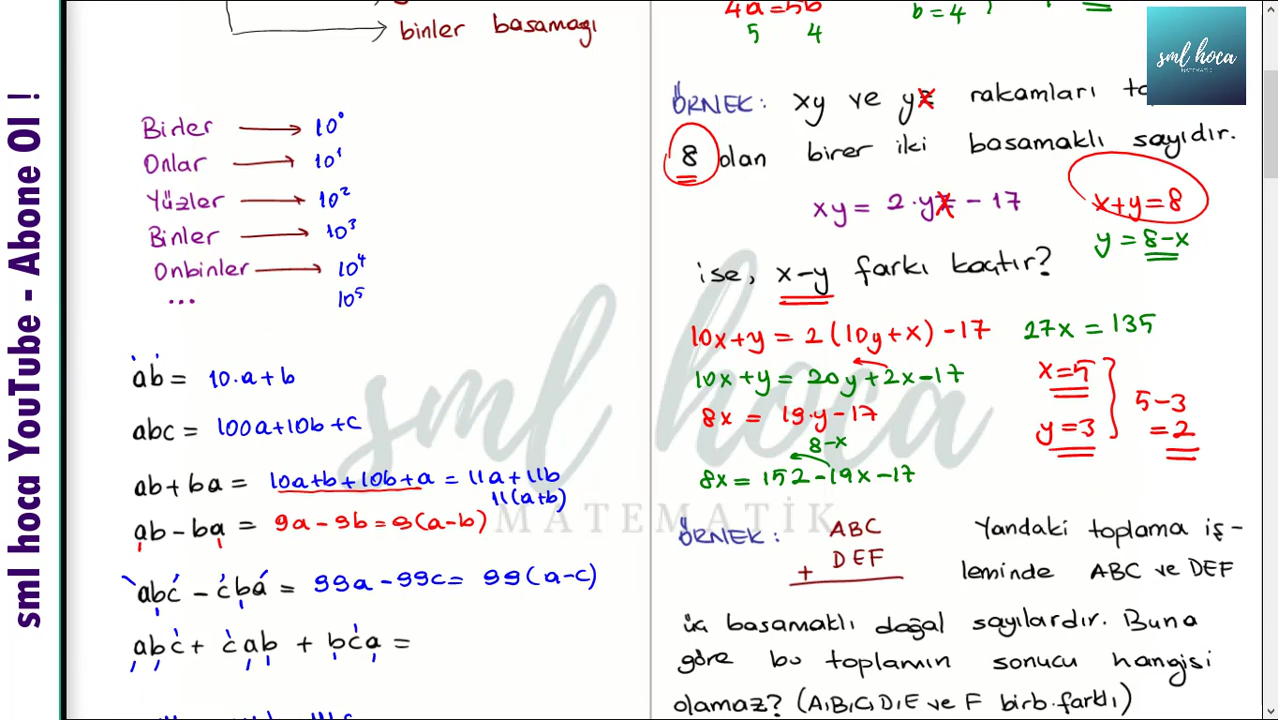 sml hoca YouTube - Abone Ol !
binler basamağı
Birler → 10⁰
Onlar → 10¹
Yüzler → 10²
Binler → 10³
Onbinler → 10⁴
... 10⁵
ab = 10.a+b
abc = 100a+10b+c
ab+ba = 10a+b+10b+a = 11a+11b
11(a+b)
ab-ba = 9a-9b=9(a-b)
abc - cba = 99a-99c= 99(a-c)
abc + cab + bca =
4a=5b b=4
5 4
sml hoca
MATEMATİK
ÖRNEK: xy ve yx rakamları
8 olan birer iki basamaklı sayıdır.
xy = 2.yx - 17 x+y=8
y = 8-x
ise, x-y farkı kaçtır?
10x+y = 2(10y+x) -17 27x = 135
10x+y = 20y+2x-17 x=5
8x = 19.y-17 5-3
8-x y=3 =2
8x = 152-19x-17
sml hoca
MATEMATİK
ÖRNEK: ABC Yandaki toplama iş-
+ DEF leminde ABC ve DEF
üç basamaklı doğal sayılardır. Buna
göre bu toplamın sonucu hangisi
olamaz? (A,B,C,D,E ve F birb.farklı)